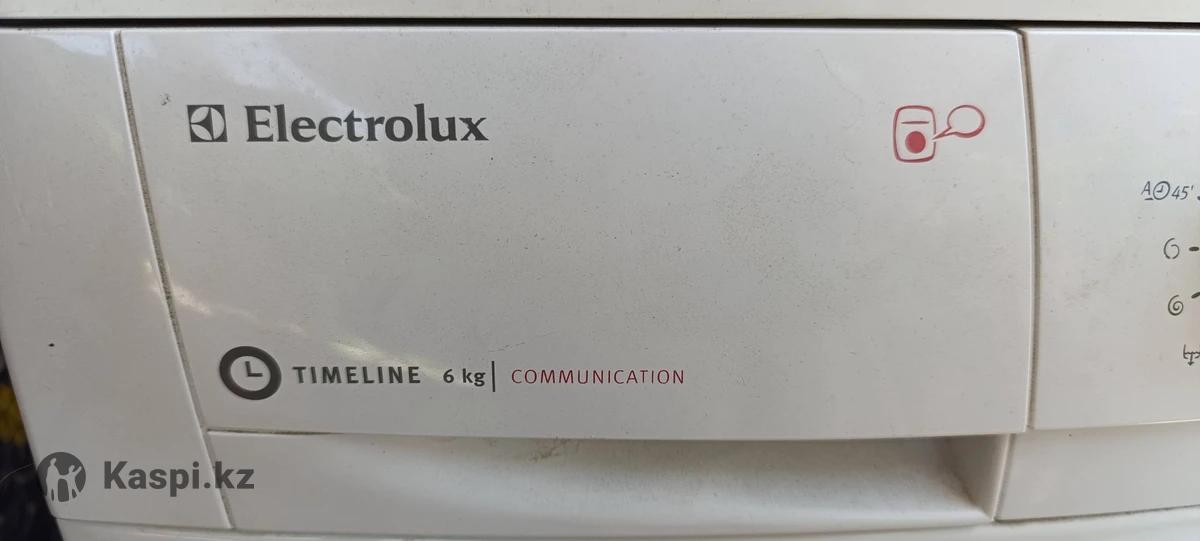 Electrolux
A 45'
TIMELINE 6 kg | COMMUNICATION
Kaspi.kz